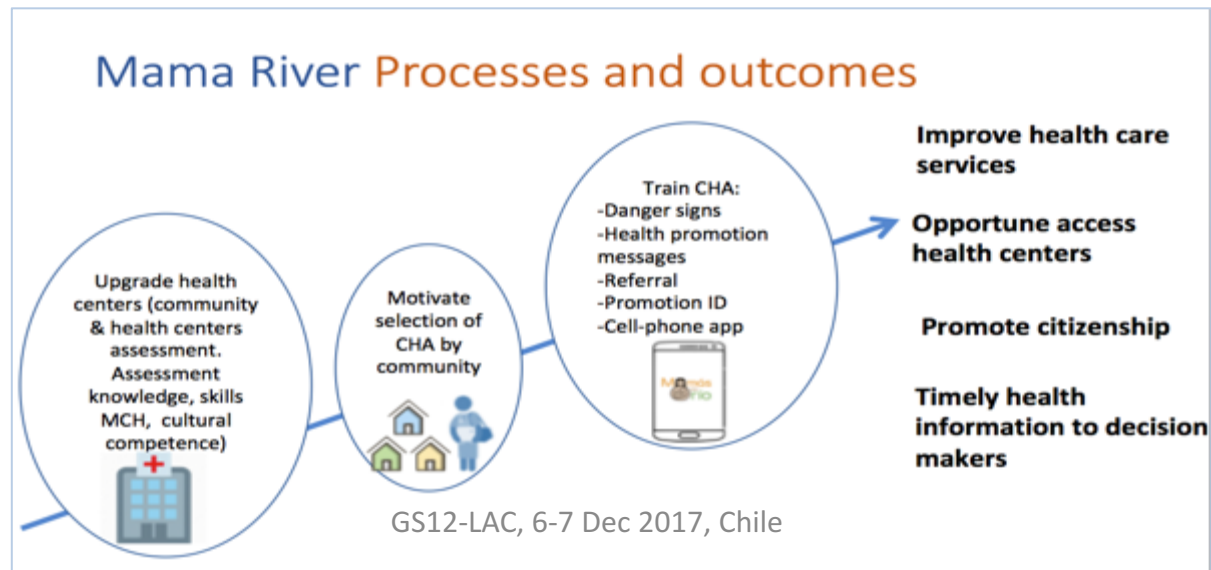 Mama River Processes and outcomes
Upgrade health
centers (community
& health centers
assessment.
Assessment
knowledge, skills
MCH,  cultural
competence)
Motivate
selection of
CHA by
community
Train CHA:
-Danger signs
-Health promotion
messages
-Referral
-Promotion ID
-Cell-phone app
Mamás
río
Improve health care
services
Opportune access
health centers
Promote citizenship
Timely health
information to decision
makers
GS12-LAC, 6-7 Dec 2017, Chile